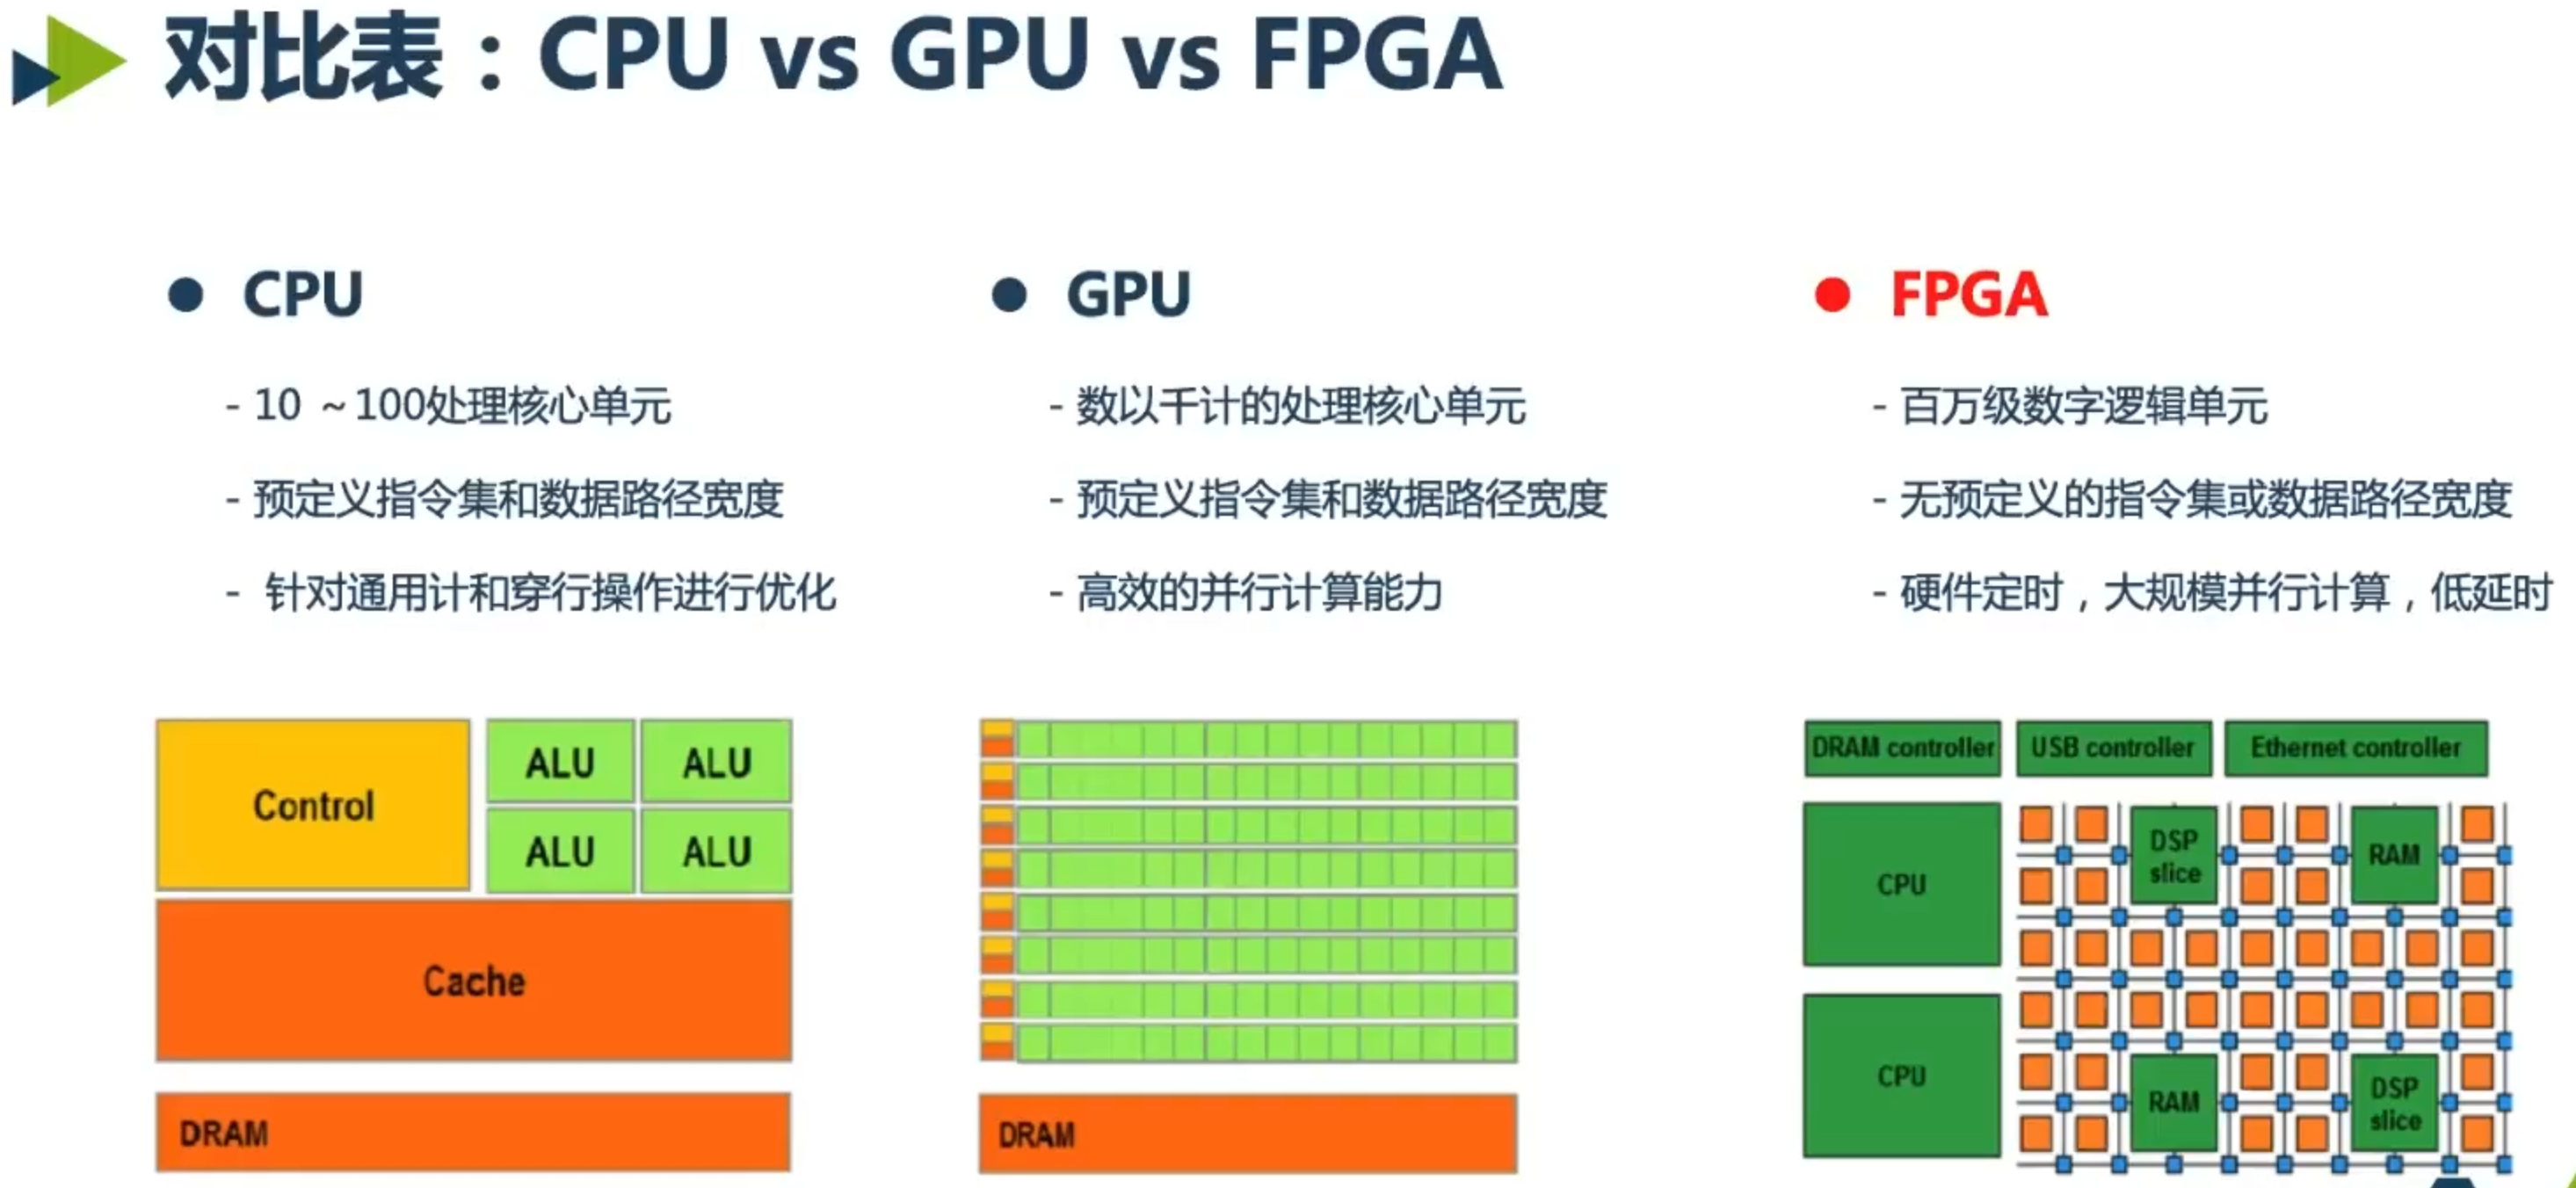 对比表：CPU vs GPU vs FPGA
● CPU
- 10 ~100处理核心单元
- 预定义指令集和数据路径宽度
- 针对通用计和穿行操作进行优化
● GPU
- 数以千计的处理核心单元
- 预定义指令集和数据路径宽度
- 高效的并行计算能力
● FPGA
- 百万级数字逻辑单元
- 无预定义的指令集或数据路径宽度
- 硬件定时，大规模并行计算，低延时
Control
ALU ALU
ALU ALU
Cache
DRAM
DRAM
DRAM controller USB controller Ethernet controller
CPU
DSP
slice
RAM
CPU
RAM
DSP
slice